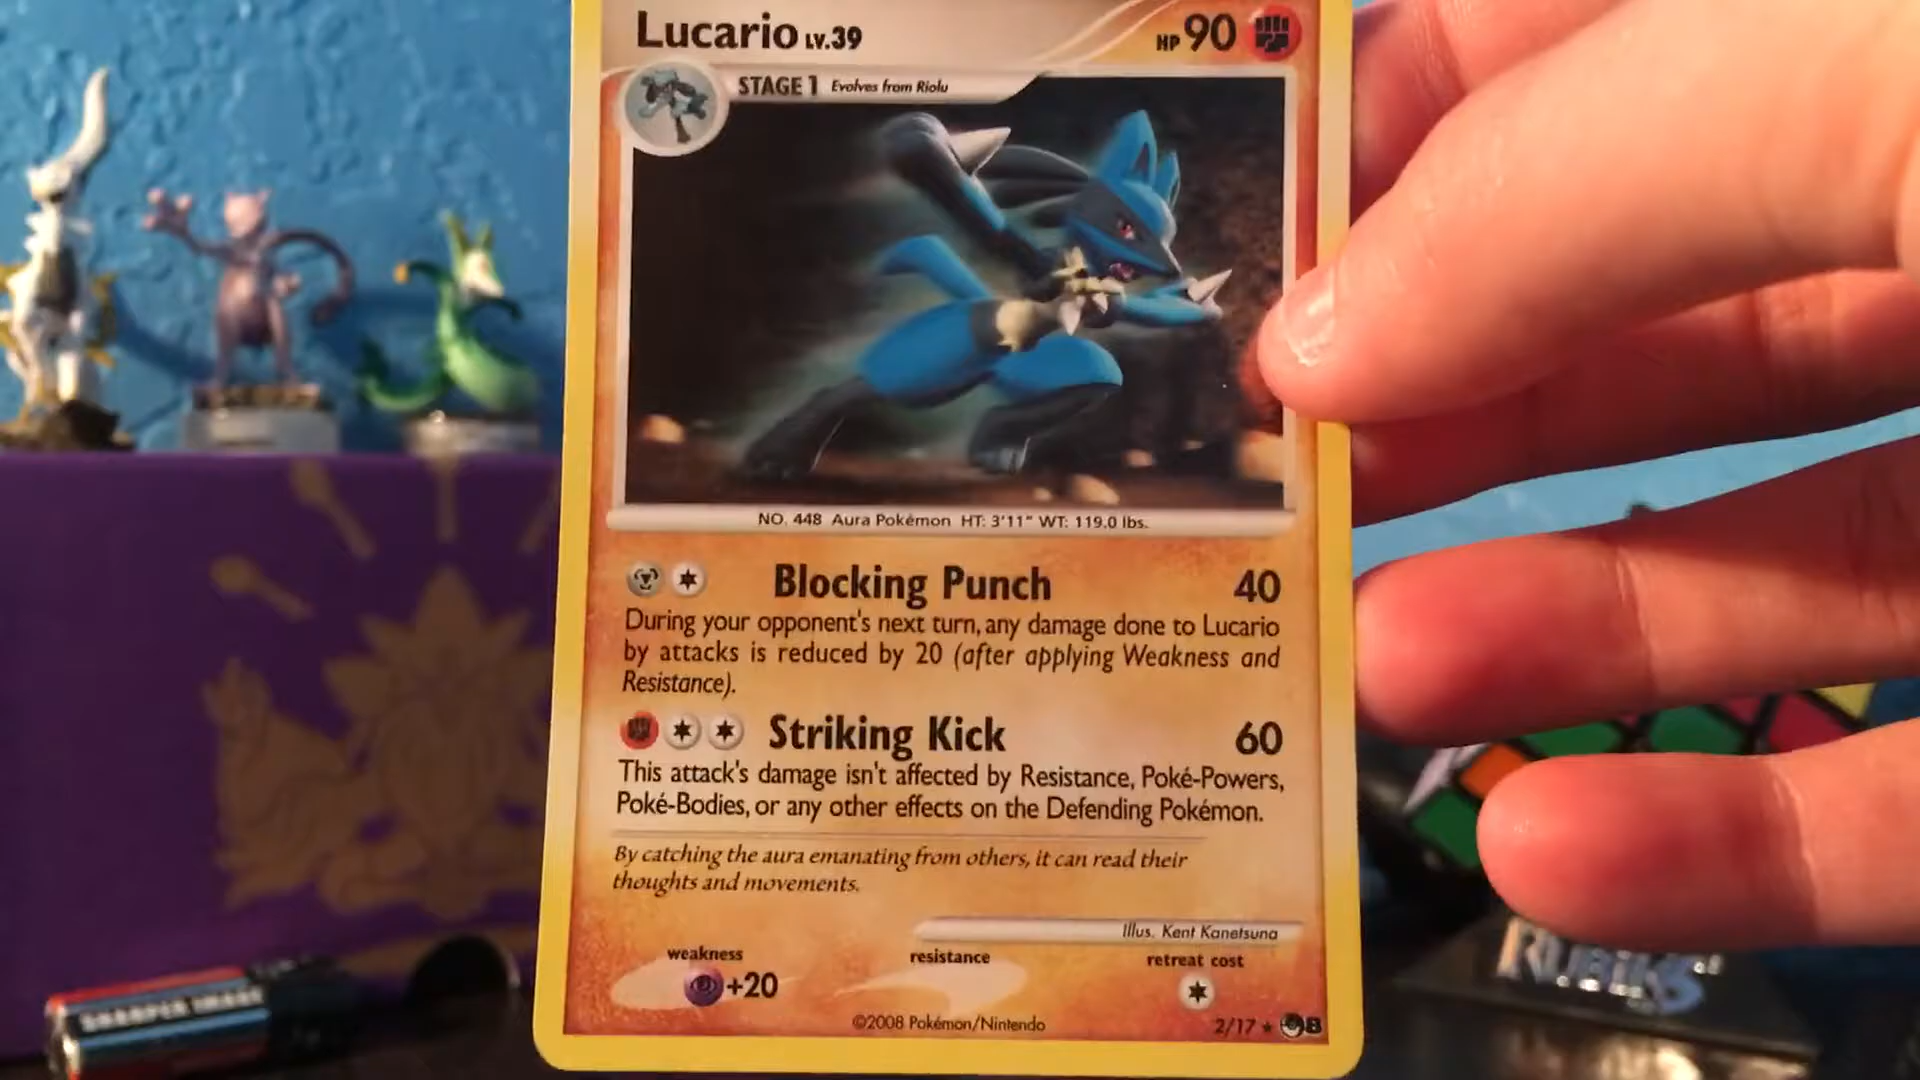 Lucario LV.39
HP 90
STAGE 1 Evolves from Riolu
NO. 448 Aura Pokémon HT: 3'11" WT: 119.0 lbs.
Blocking Punch 40
During your opponent's next turn, any damage done to Lucario
by attacks is reduced by 20 (after applying Weakness and
Resistance).
Striking Kick 60
This attack's damage isn't affected by Resistance, Poké-Powers,
Poké-Bodies, or any other effects on the Defending Pokémon.
By catching the aura emanating from others, it can read their
thoughts and movements.
Illus. Kent Kanetsuna
weakness resistance retreat cost
+20
©2008 Pokémon/Nintendo 2/17 ★ 8
SHARPER IMAGE
RUBIK'S